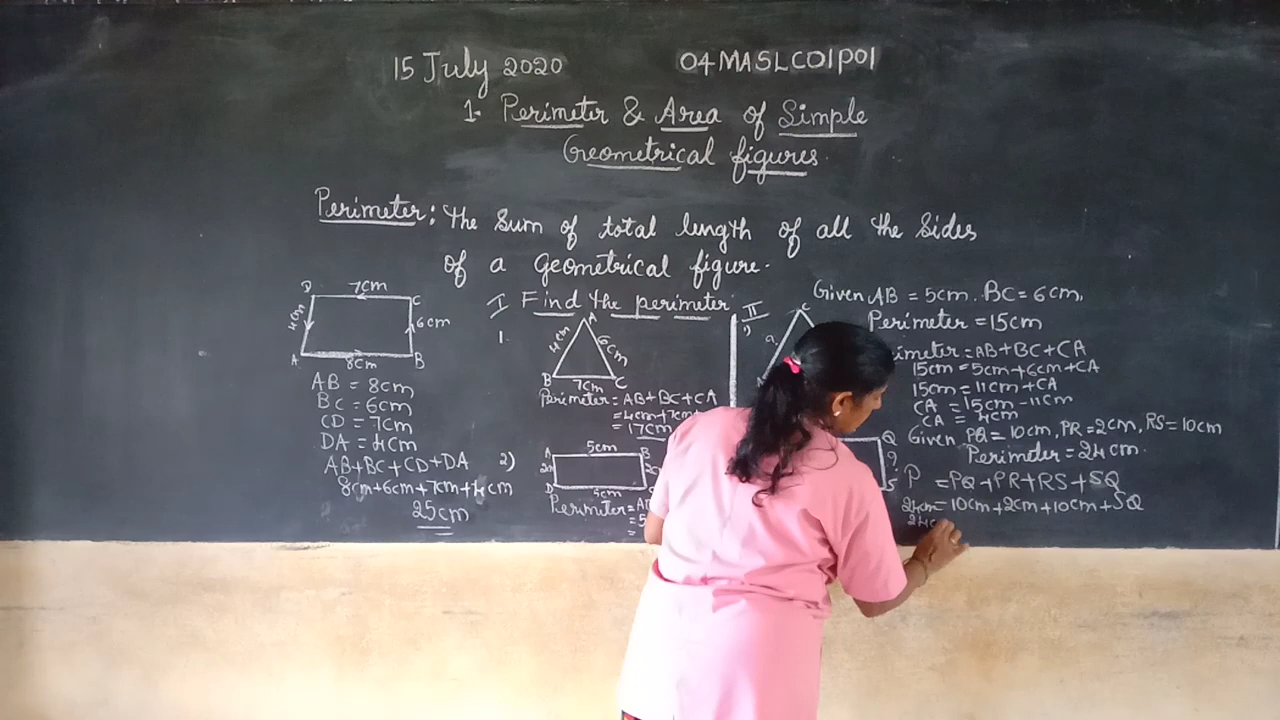 15 July 2020 04MASLC01P01
1. Perimeter & Area of Simple
Geometrical figures.
Perimeter: The Sum of total length of all the Sides
of a Geometrical figure.
D 7cm C
4cm 6cm
A 8cm B
AB = 8cm
BC = 6cm
CD = 7cm
DA = 4cm
AB+BC+CD+DA
8cm+6cm+7cm+4cm
25cm
I Find the perimeter
1.
A
4cm 6cm
B 7cm C
Perimeter = AB+BC+CA
= 4cm+7cm+
= 17cm
2)
A 5cm B
D 5cm
Perimeter = A
= 5
II
C
a
Given AB = 5cm. BC = 6cm,
Perimeter = 15cm
imeter = AB+BC+CA
15cm = 5cm+6cm+CA
15cm = 11cm+CA
CA = 15cm-11cm
CA = 4cm
Given PQ = 10cm, PR = 2cm, RS = 10cm
Perimeter = 24cm.
Q
?
S
P = PQ+PR+RS+SQ
24cm = 10cm+2cm+10cm+SQ
24c